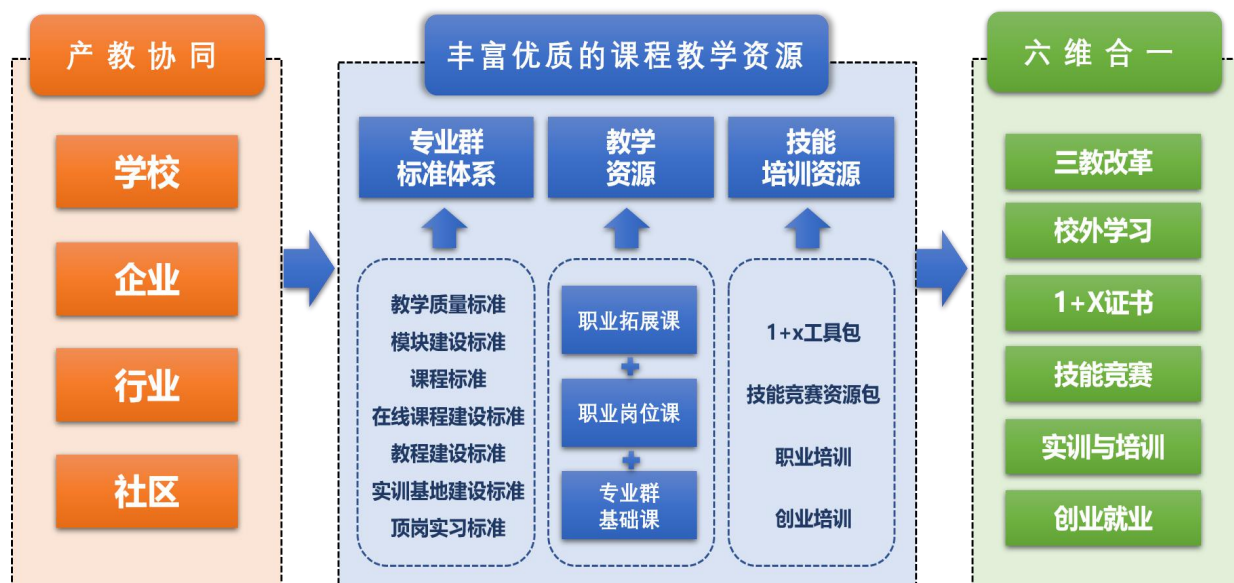 产教协同
学校
企业
行业
社区
丰富优质的课程教学资源
专业群
标准体系
教学质量标准
模块建设标准
课程标准
在线课程建设标准
教程建设标准
实训基地建设标准
顶岗实习标准
教学
资源
职业拓展课
职业岗位课
专业群
基础课
技能
培训资源
1+x工具包
技能竞赛资源包
职业培训
创业培训
六维合一
三教改革
校外学习
1+X证书
技能竞赛
实训与培训
创业就业